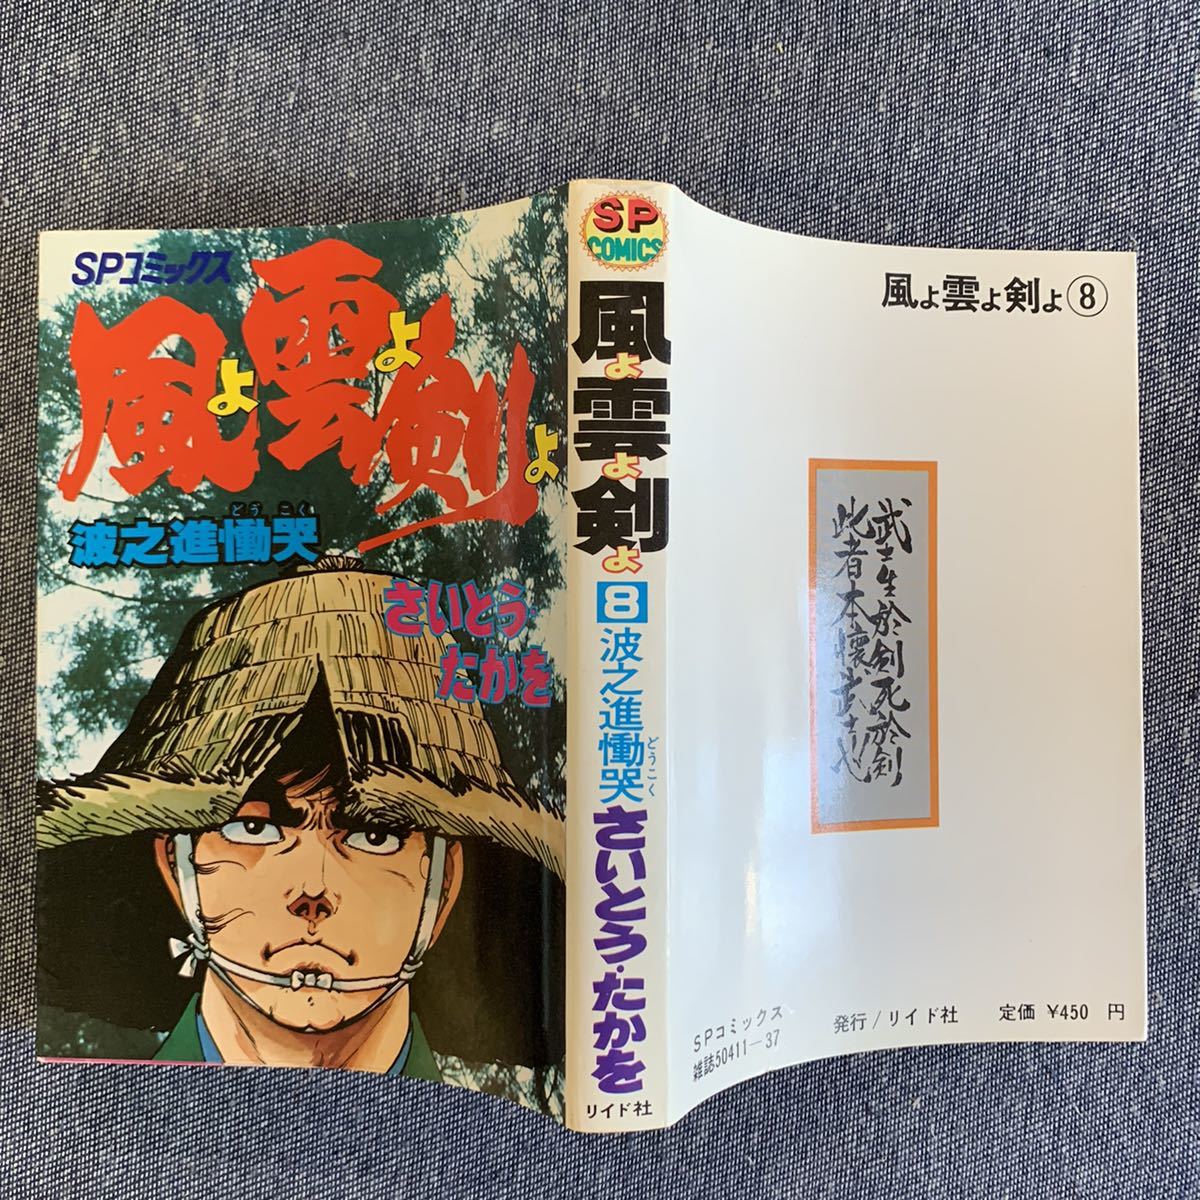 SPコミックス
風よ雲よ剣よ
どうこく
波之進慟哭
さいとう・
たかを
SP
COMICS
風よ雲よ剣よ
8
波之進慟哭
どうこく
さいとう・たかを
リイド社
風よ雲よ剣よ⑧
武士生於剣死於剣
此者本懐武士也
SPコミックス
雑誌50411―37
発行/リイド社
定価 ¥450 円